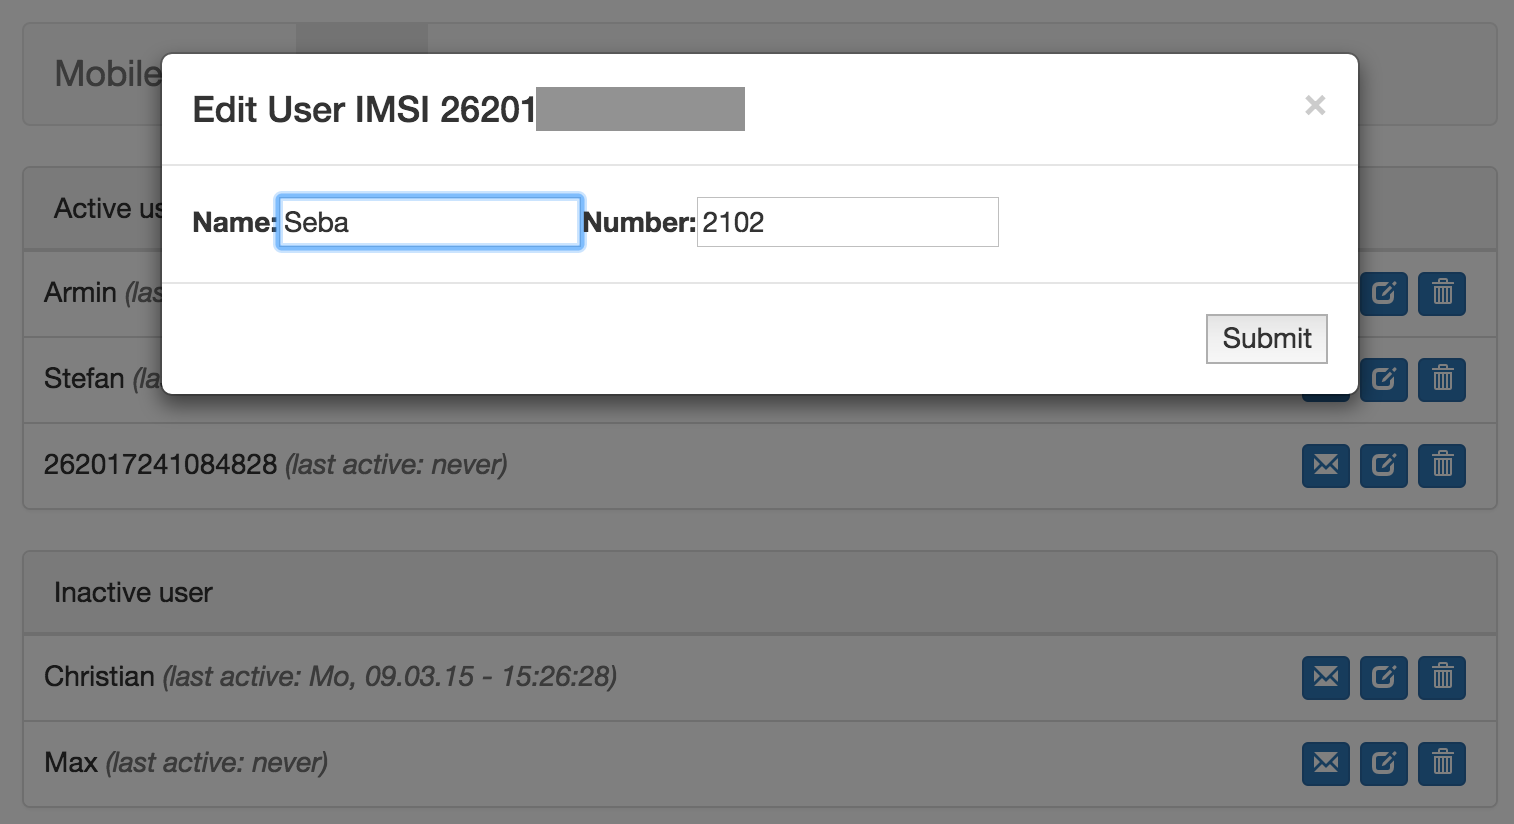 Mobile
Edit User IMSI 26201
×
Name: Seba Number: 2102
Submit
Active us
Armin (las
Stefan (la
262017241084828 (last active: never)
Inactive user
Christian (last active: Mo, 09.03.15 - 15:26:28)
Max (last active: never)